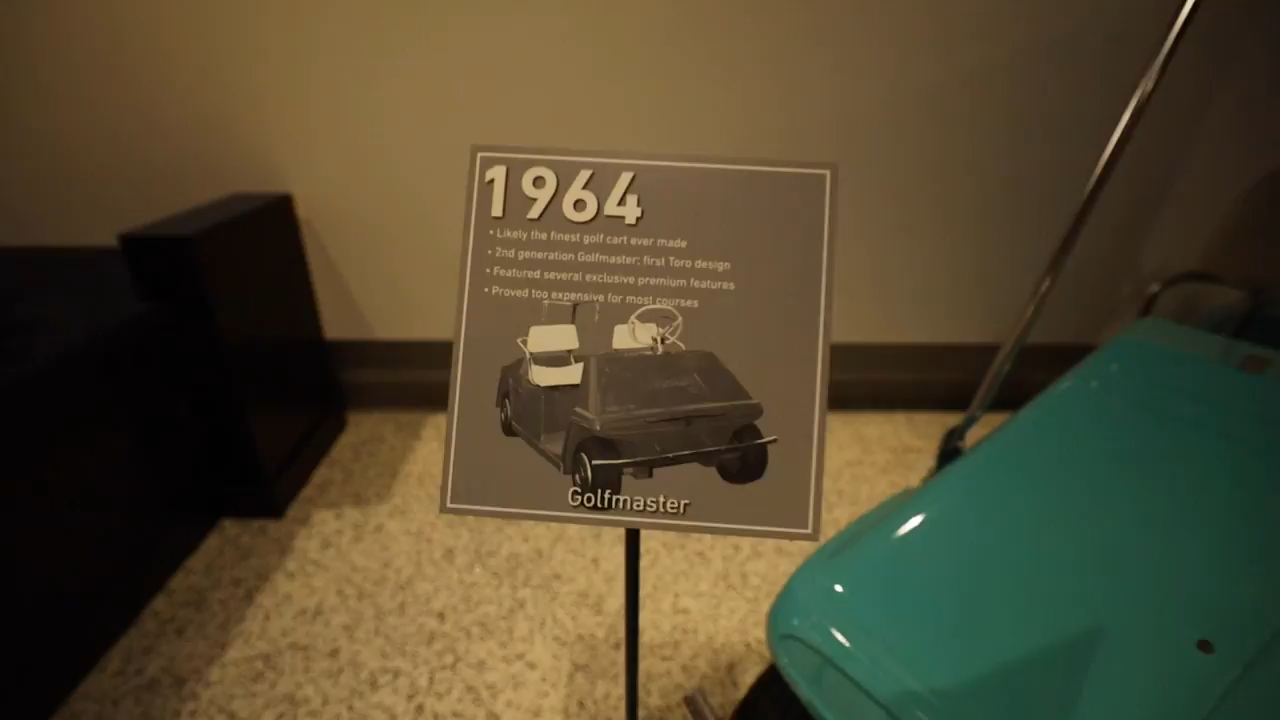 1964
• Likely the finest golf cart ever made
• 2nd generation Golfmaster; first Toro design
• Featured several exclusive premium features
• Proved too expensive for most courses
Golfmaster